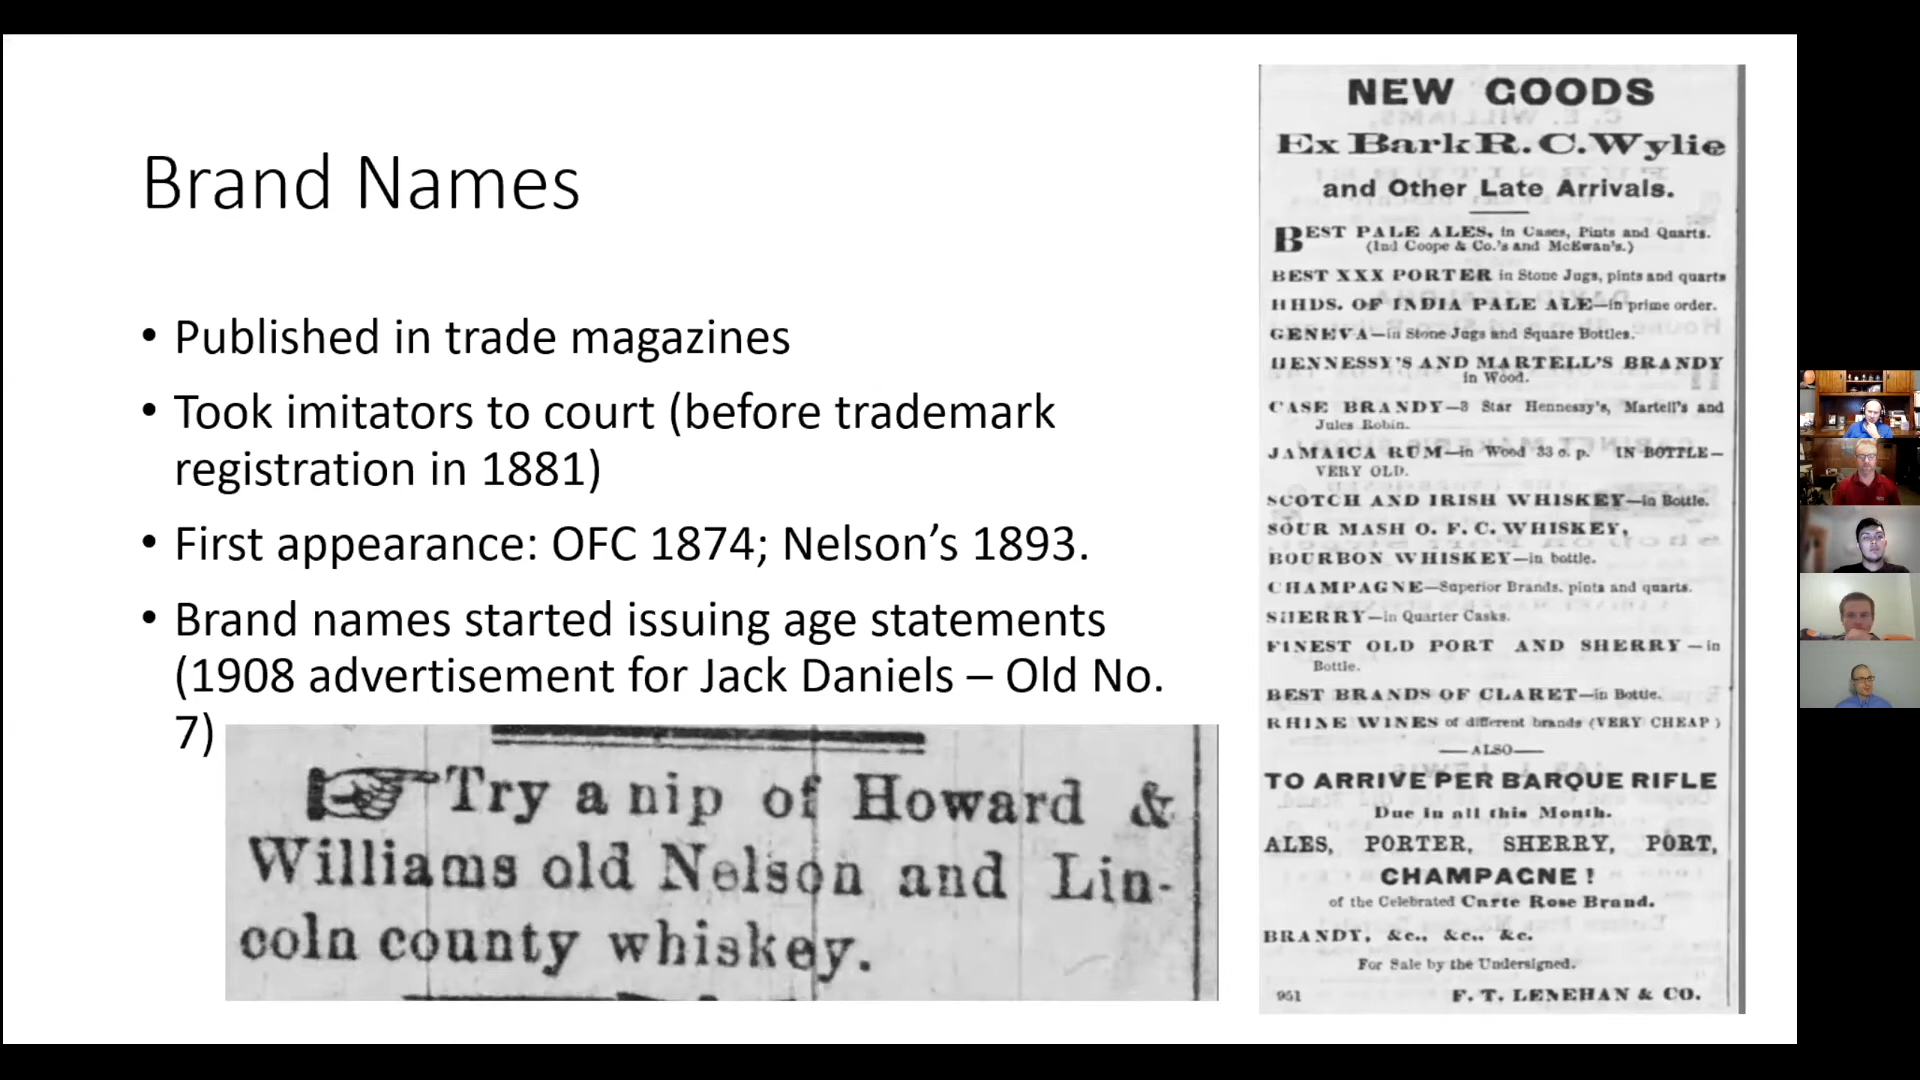 Brand Names
• Published in trade magazines
• Took imitators to court (before trademark
registration in 1881)
• First appearance: OFC 1874; Nelson’s 1893.
• Brand names started issuing age statements
(1908 advertisement for Jack Daniels – Old No.
7)
Try a nip of Howard &
Williams old Nelson and Lin-
coln county whiskey.
NEW GOODS
Ex Bark R. C. Wylie
and Other Late Arrivals.
BEST PALE ALES, in Cases, Pints and Quarts.
(Ind Coope & Co.'s and McEwan's.)
BEST XXX PORTER in Stone Jugs, pints and quarts
HHDS. OF INDIA PALE ALE—in prime order.
GENEVA—in Stone Jugs and Square Bottles.
HENNESSY'S AND MARTELL'S BRANDY
in Wood.
CASE BRANDY—3 Star Hennessy's, Martell's and
Jules Robin.
JAMAICA RUM—in Wood 33 o. p. IN BOTTLE—
VERY OLD.
SCOTCH AND IRISH WHISKEY—in Bottle.
SOUR MASH O. F. C. WHISKEY,
BOURBON WHISKEY—in bottle.
CHAMPAGNE—Superior Brands, pints and quarts.
SHERRY—in Quarter Casks.
FINEST OLD PORT AND SHERRY—in
Bottle.
BEST BRANDS OF CLARET—in Bottle.
RHINE WINES of different brands (VERY CHEAP)
—ALSO—
TO ARRIVE PER BARQUE RIFLE
Due in all this Month.
ALES, PORTER, SHERRY, PORT,
CHAMPAGNE!
of the Celebrated Carte Rose Brand.
BRANDY, &c., &c., &c.
For Sale by the Undersigned.
951 F. T. LENEHAN & CO.